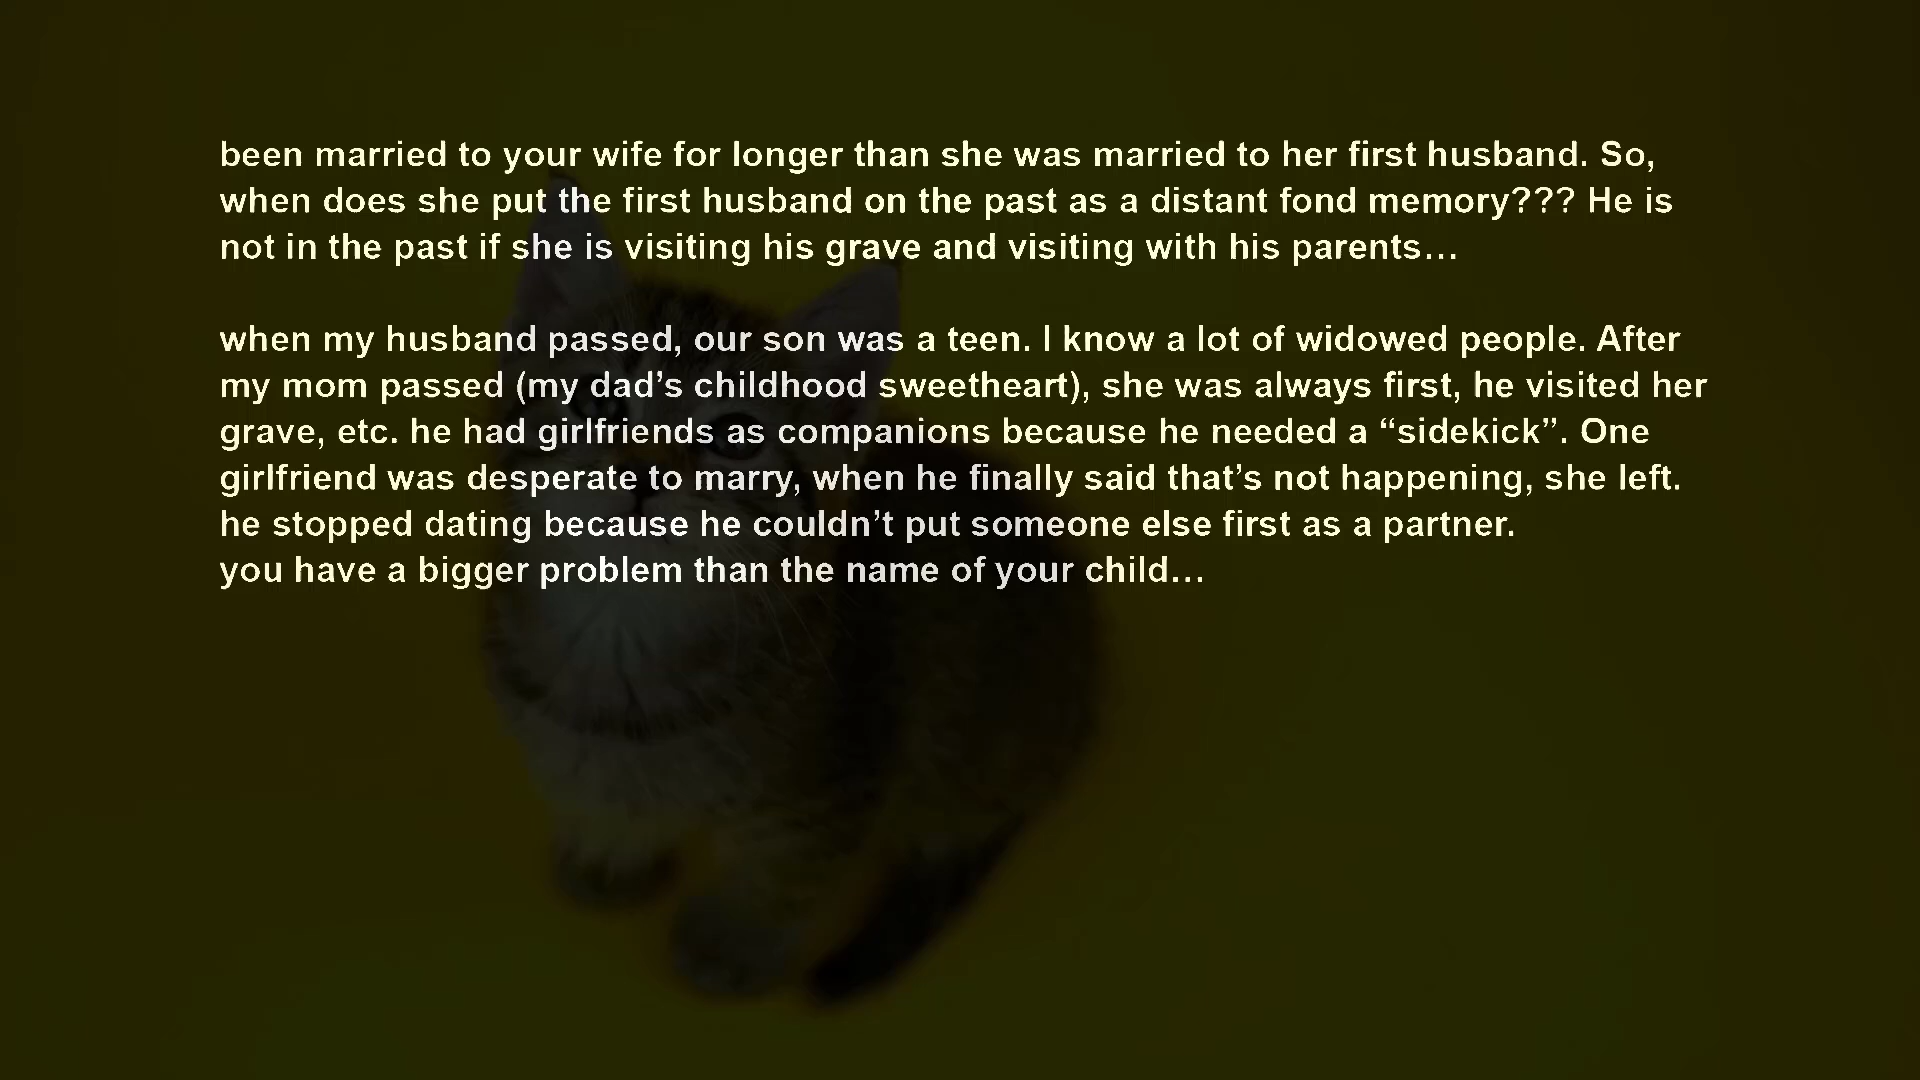 been married to your wife for longer than she was married to her first husband. So,
when does she put the first husband on the past as a distant fond memory??? He is
not in the past if she is visiting his grave and visiting with his parents…
when my husband passed, our son was a teen. I know a lot of widowed people. After
my mom passed (my dad’s childhood sweetheart), she was always first, he visited her
grave, etc. he had girlfriends as companions because he needed a “sidekick”. One
girlfriend was desperate to marry, when he finally said that’s not happening, she left.
he stopped dating because he couldn’t put someone else first as a partner.
you have a bigger problem than the name of your child…